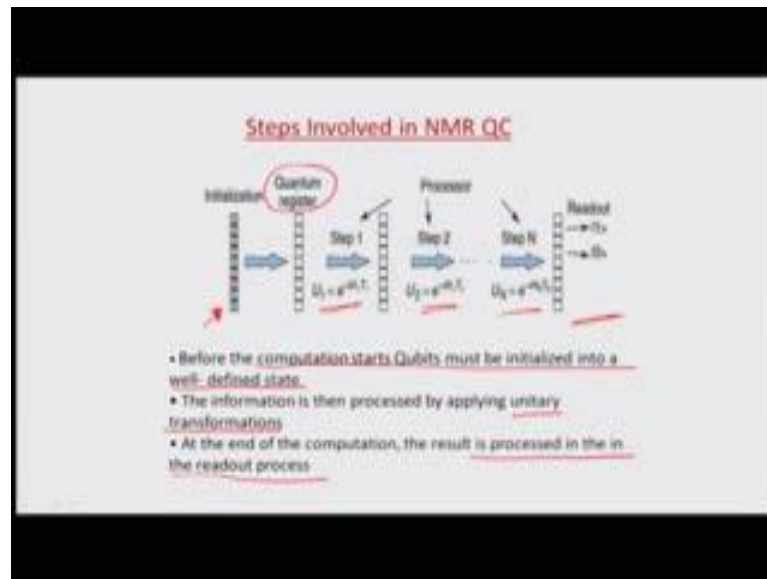 Steps Involved in NMR QC
Quantum
Processor
Initialization
register
Readout
Step 1
Step 2
Step N
• Before the computation starts Qubits must be initialized into a
well- defined state
• The information is then processed by applying unitary
transformations
• At the end of the computation, the result is processed in the in
the readout process